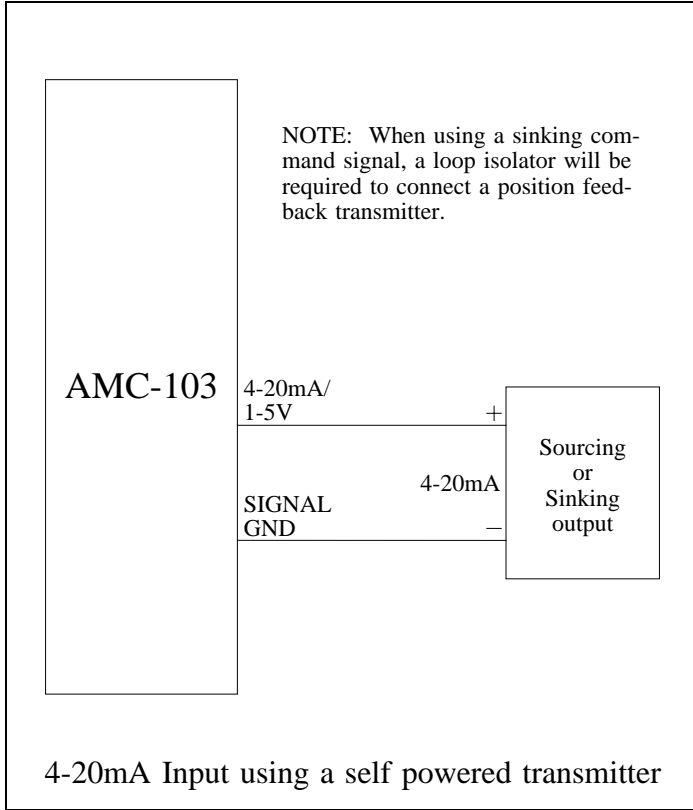 NOTE: When using a sinking com-
mand signal, a loop isolator will be
required to connect a position feed-
back transmitter.
AMC-103
4-20mA/
1-5V
+
Sourcing
or
Sinking
output
4-20mA
SIGNAL
GND
−
4-20mA Input using a self powered transmitter